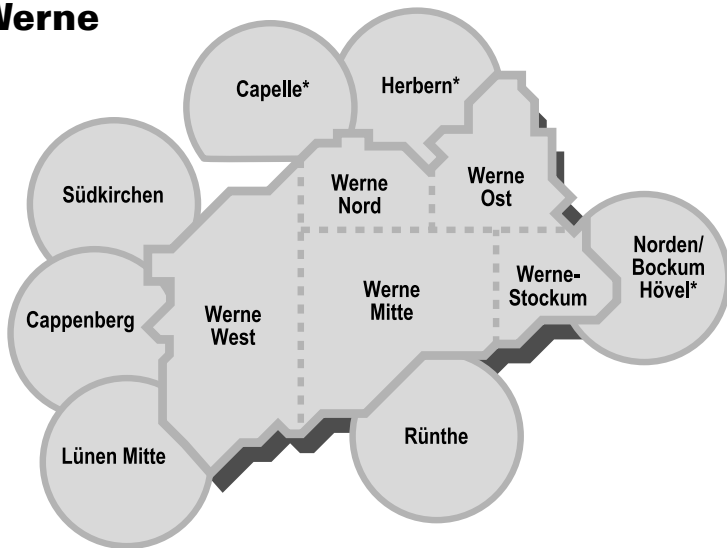 Werne
Capelle*
Herbern*
Südkirchen
Werne
Nord
Werne
Ost
Norden/
Bockum
Hövel*
Cappenberg
Werne
West
Werne
Mitte
Werne-
Stockum
Lünen Mitte
Rünthe